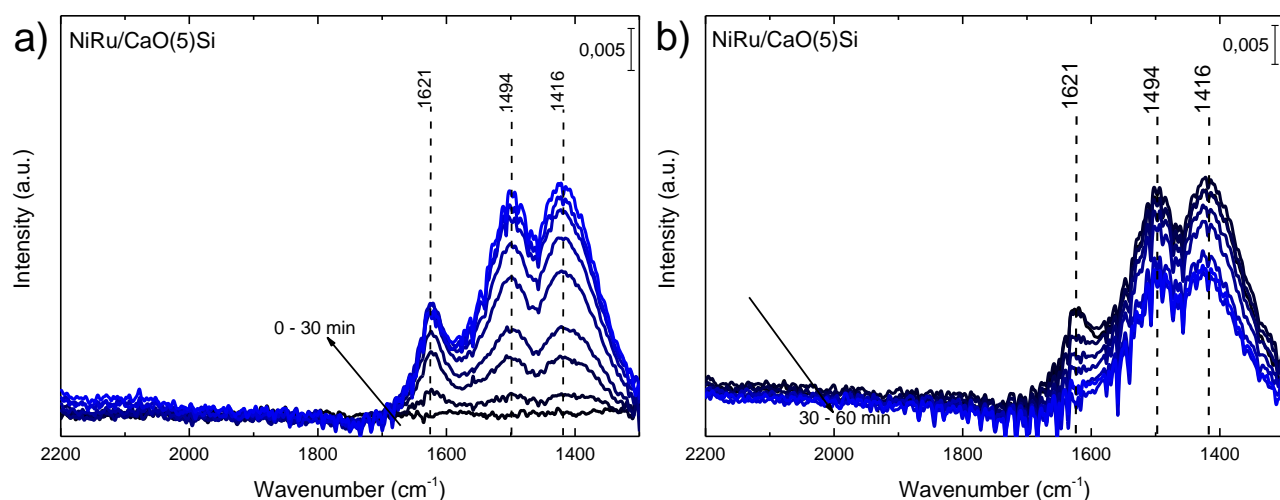 a)
NiRu/CaO(5)Si
0,005
1621
1494
1416
0 - 30 min
Intensity (a.u.)
2200
2000
1800
1600
1400
Wavenumber (cm⁻¹)
b)
NiRu/CaO(5)Si
0,005
1621
1494
1416
30 - 60 min
Intensity (a.u.)
2200
2000
1800
1600
1400
Wavenumber (cm⁻¹)